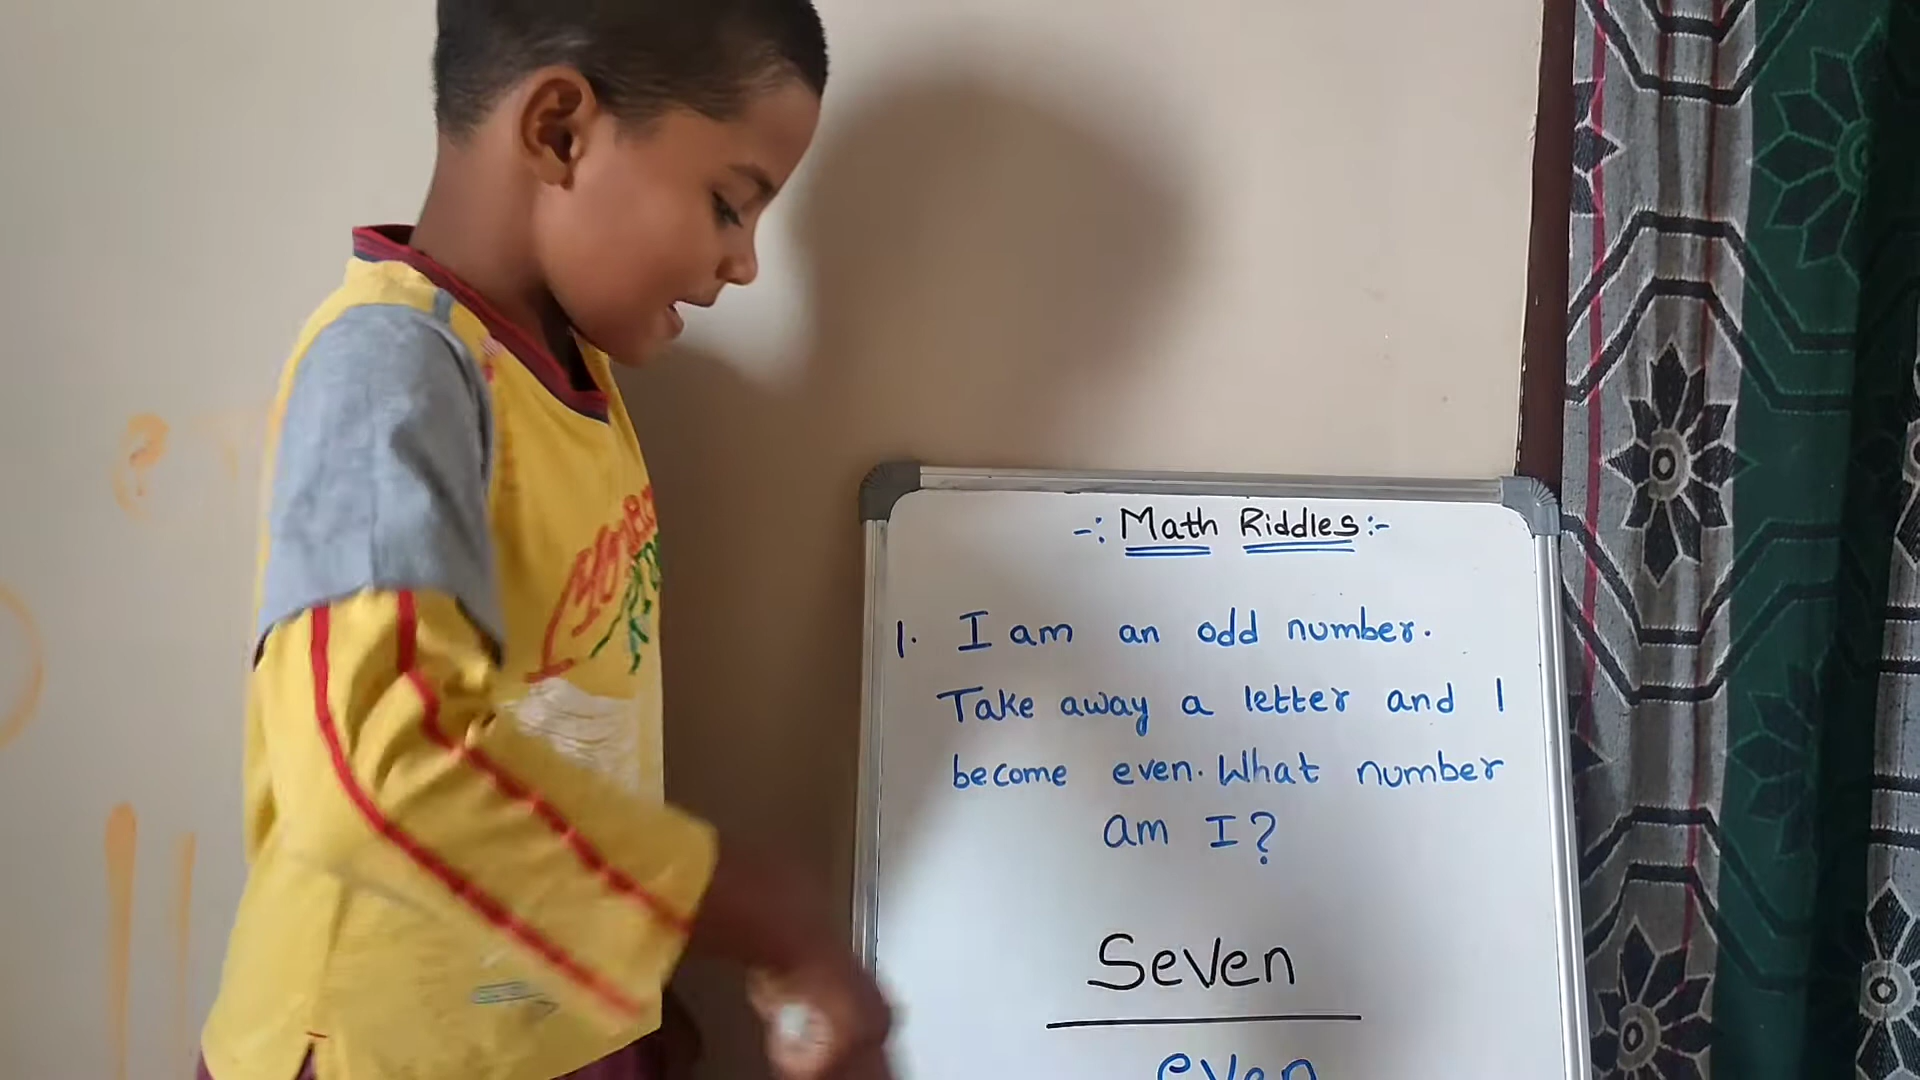 -: Math Riddles :-
1. I am an odd number.
Take away a letter and I
become even. What number
am I?
Seven
even